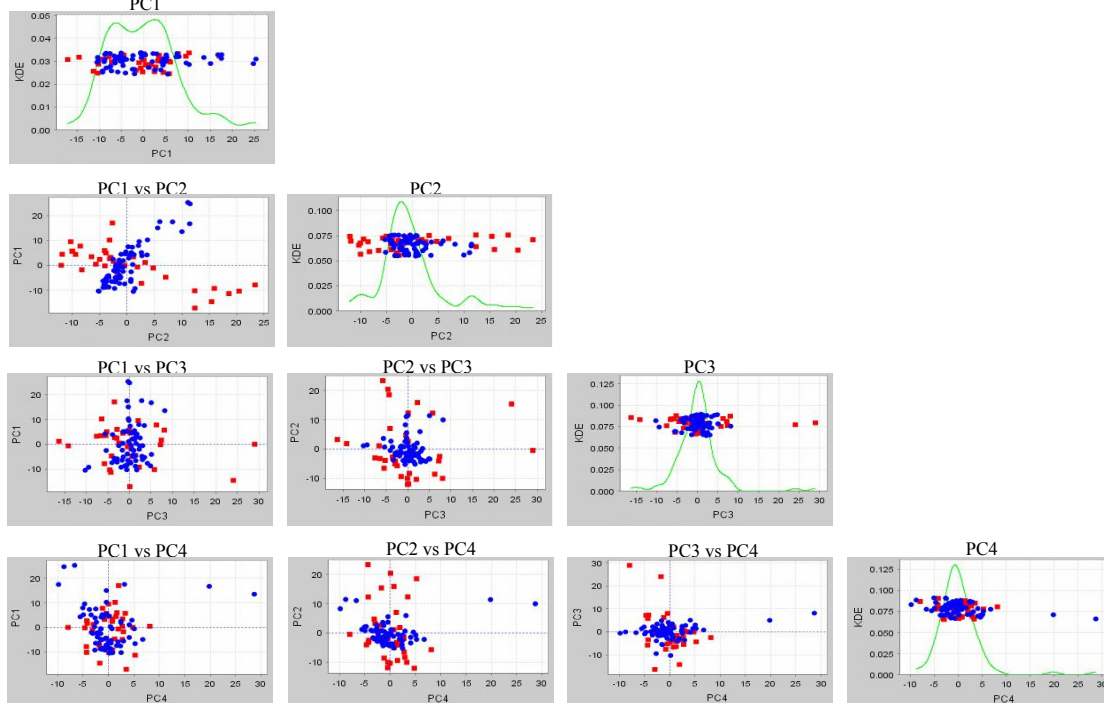 PC1
0.05
0.04
0.03
0.02
0.01
0.00
KDE
-15 -10 -5 0 5 10 15 20 25
PC1
PC1 vs PC2
20
10
0
-10
PC1
-10 -5 0 5 10 15 20 25
PC2
PC2
0.100
0.075
0.050
0.025
0.000
KDE
-10 -5 0 5 10 15 20 25
PC2
PC1 vs PC3
20
10
0
-10
PC1
-15 -10 -5 0 5 10 15 20 25 30
PC3
PC2 vs PC3
20
10
0
-10
PC2
-15 -10 -5 0 5 10 15 20 25 30
PC3
PC3
0.125
0.100
0.075
0.050
0.025
0.000
KDE
-15 -10 -5 0 5 10 15 20 25 30
PC3
PC1 vs PC4
20
10
0
-10
PC1
-10 -5 0 5 10 15 20 25 30
PC4
PC2 vs PC4
20
10
0
-10
PC2
-10 -5 0 5 10 15 20 25 30
PC4
PC3 vs PC4
30
20
10
0
-10
PC3
-10 -5 0 5 10 15 20 25 30
PC4
PC4
0.125
0.100
0.075
0.050
0.025
0.000
KDE
-10 -5 0 5 10 15 20 25 30
PC4